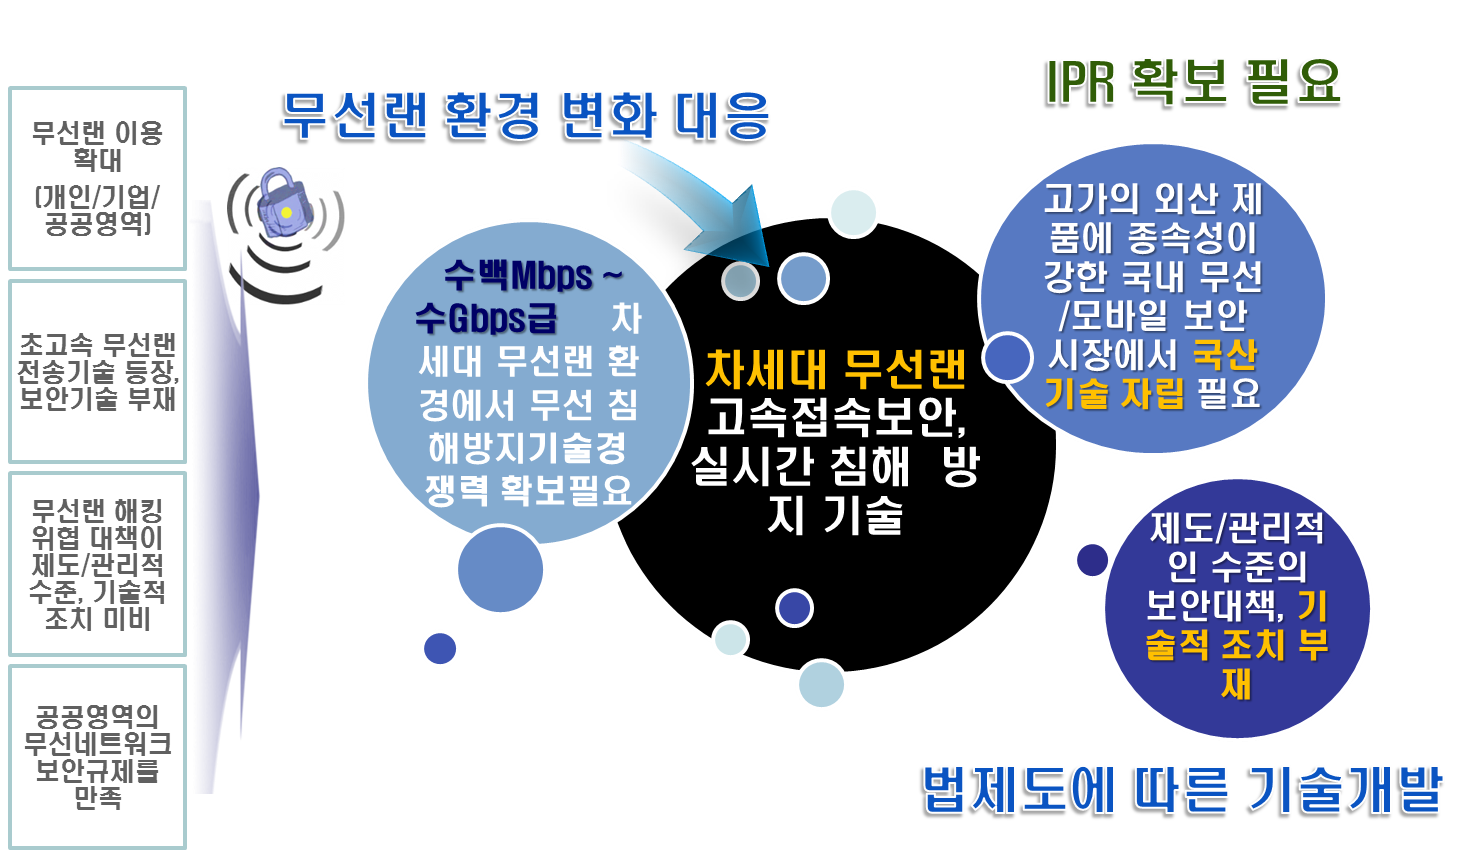 무선랜 이용
확대
(개인/기업/
공공영역)
초고속 무선랜
전송기술 등장,
보안기술 부재
무선랜 해킹
위협 대책이
제도/관리적
수준, 기술적
조치 미비
공공영역의
무선네트워크
보안규제를
만족
무선랜 환경 변화 대응
수백Mbps ~
수Gbps급 차
세대 무선랜 환
경에서 무선 침
해방지기술경
쟁력 확보필요
차세대 무선랜
고속접속보안,
실시간 침해 방
지 기술
IPR 확보 필요
고가의 외산 제
품에 종속성이
강한 국내 무선
/모바일 보안
시장에서 국산
기술 자립 필요
제도/관리적
인 수준의
보안대책, 기
술적 조치 부
재
법제도에 따른 기술개발